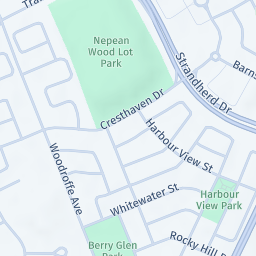 Nepean
Wood Lot
Park
Strandherd Dr
Cresthaven Dr
Harbour View St
Woodroffe Ave
Whitewater St
Harbour
View Park
Berry Glen
Park
Rocky Hill